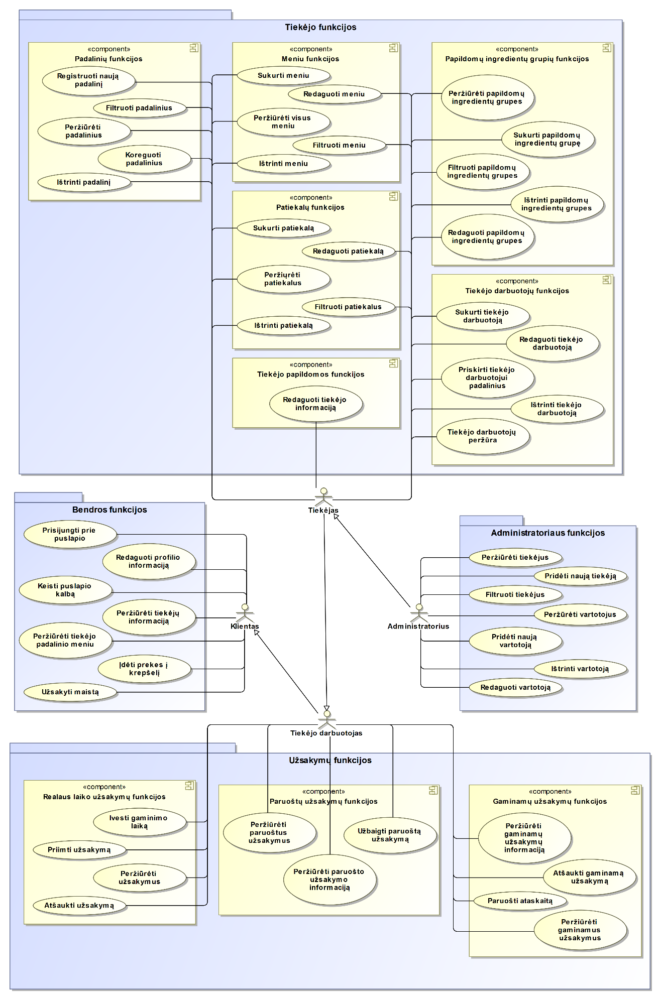 Tiekėjo funkcijos
«component»
Padalinių funkcijos
Registruoti naują
padalinį
Filtruoti padalinius
Peržiūrėti
padalinius
Koreguoti
padalinius
Ištrinti padalinį
«component»
Meniu funkcijos
Sukurti meniu
Redaguoti meniu
Peržiūrėti visus
meniu
Filtruoti meniu
Ištrinti meniu
«component»
Patiekalų funkcijos
Sukurti patiekalą
Redaguoti patiekalą
Peržiųrėti
patiekalus
Filtruoti patiekalus
Ištrinti patiekalą
«component»
Tiekėjo papildomos funckijos
Redaguoti tiekėjo
informaciją
«component»
Papildomų ingredientų grupių funkcijos
Peržiūrėti papildomų
ingredientų grupes
Sukurti papildomų
ingredientų grupę
Filtruoti papildomų
ingredientų grupes
Ištrinti papildomų
ingredientų grupes
Redaguoti papildomų
ingredientų grupes
«component»
Tiekėjo darbuotojų funkcijos
Sukurti tiekėjo
darbuotoją
Redaguoti tiekėjo
darbuotoją
Priskirti tiekėjo
darbuotojui
padalinius
Ištrinti tiekėjo
darbuotoją
Tiekėjo darbuotojų
peržūra
Tiekėjas
Bendros funkcijos
Prisijungti prie
puslapio
Redaguoti profilio
informaciją
Keisti puslapio
kalbą
Peržiūrėti tiekėjų
informaciją
Peržiūrėti tiekėjo
padalinio meniu
Įdėti prekes į
krepšelį
Užsakyti maistą
Klientas
Administratorius
Administratoriaus funkcijos
Peržiūrėti tiekėjus
Pridėti naują tiekėją
Filtruoti tiekėjus
Peržūrėti vartotojus
Pridėti naują
vartotoją
Ištrinti vartotoją
Redaguoti vartotoją
Tiekėjo darbuotojas
Užsakymų funkcijos
«component»
Realaus laiko užsakymų funkcijos
Ivesti gaminimo
laiką
Priimti užsakymą
Peržiūrėti
užsakymus
Atšaukti užsakymą
«component»
Paruoštų užsakymų funkcijos
Peržiūrėti
paruoštus
užsakymus
Užbaigti paruoštą
užsakymą
Peržiūrėti paruošto
užsakymo
informaciją
«component»
Gaminamų užsakymų funkcijos
Peržiūrėti
gaminamų
užsakymų
informaciją
Atšaukti gaminamą
užsakymą
Paruošti ataskaitą
Peržiūrėti
gaminamus
užsakymus